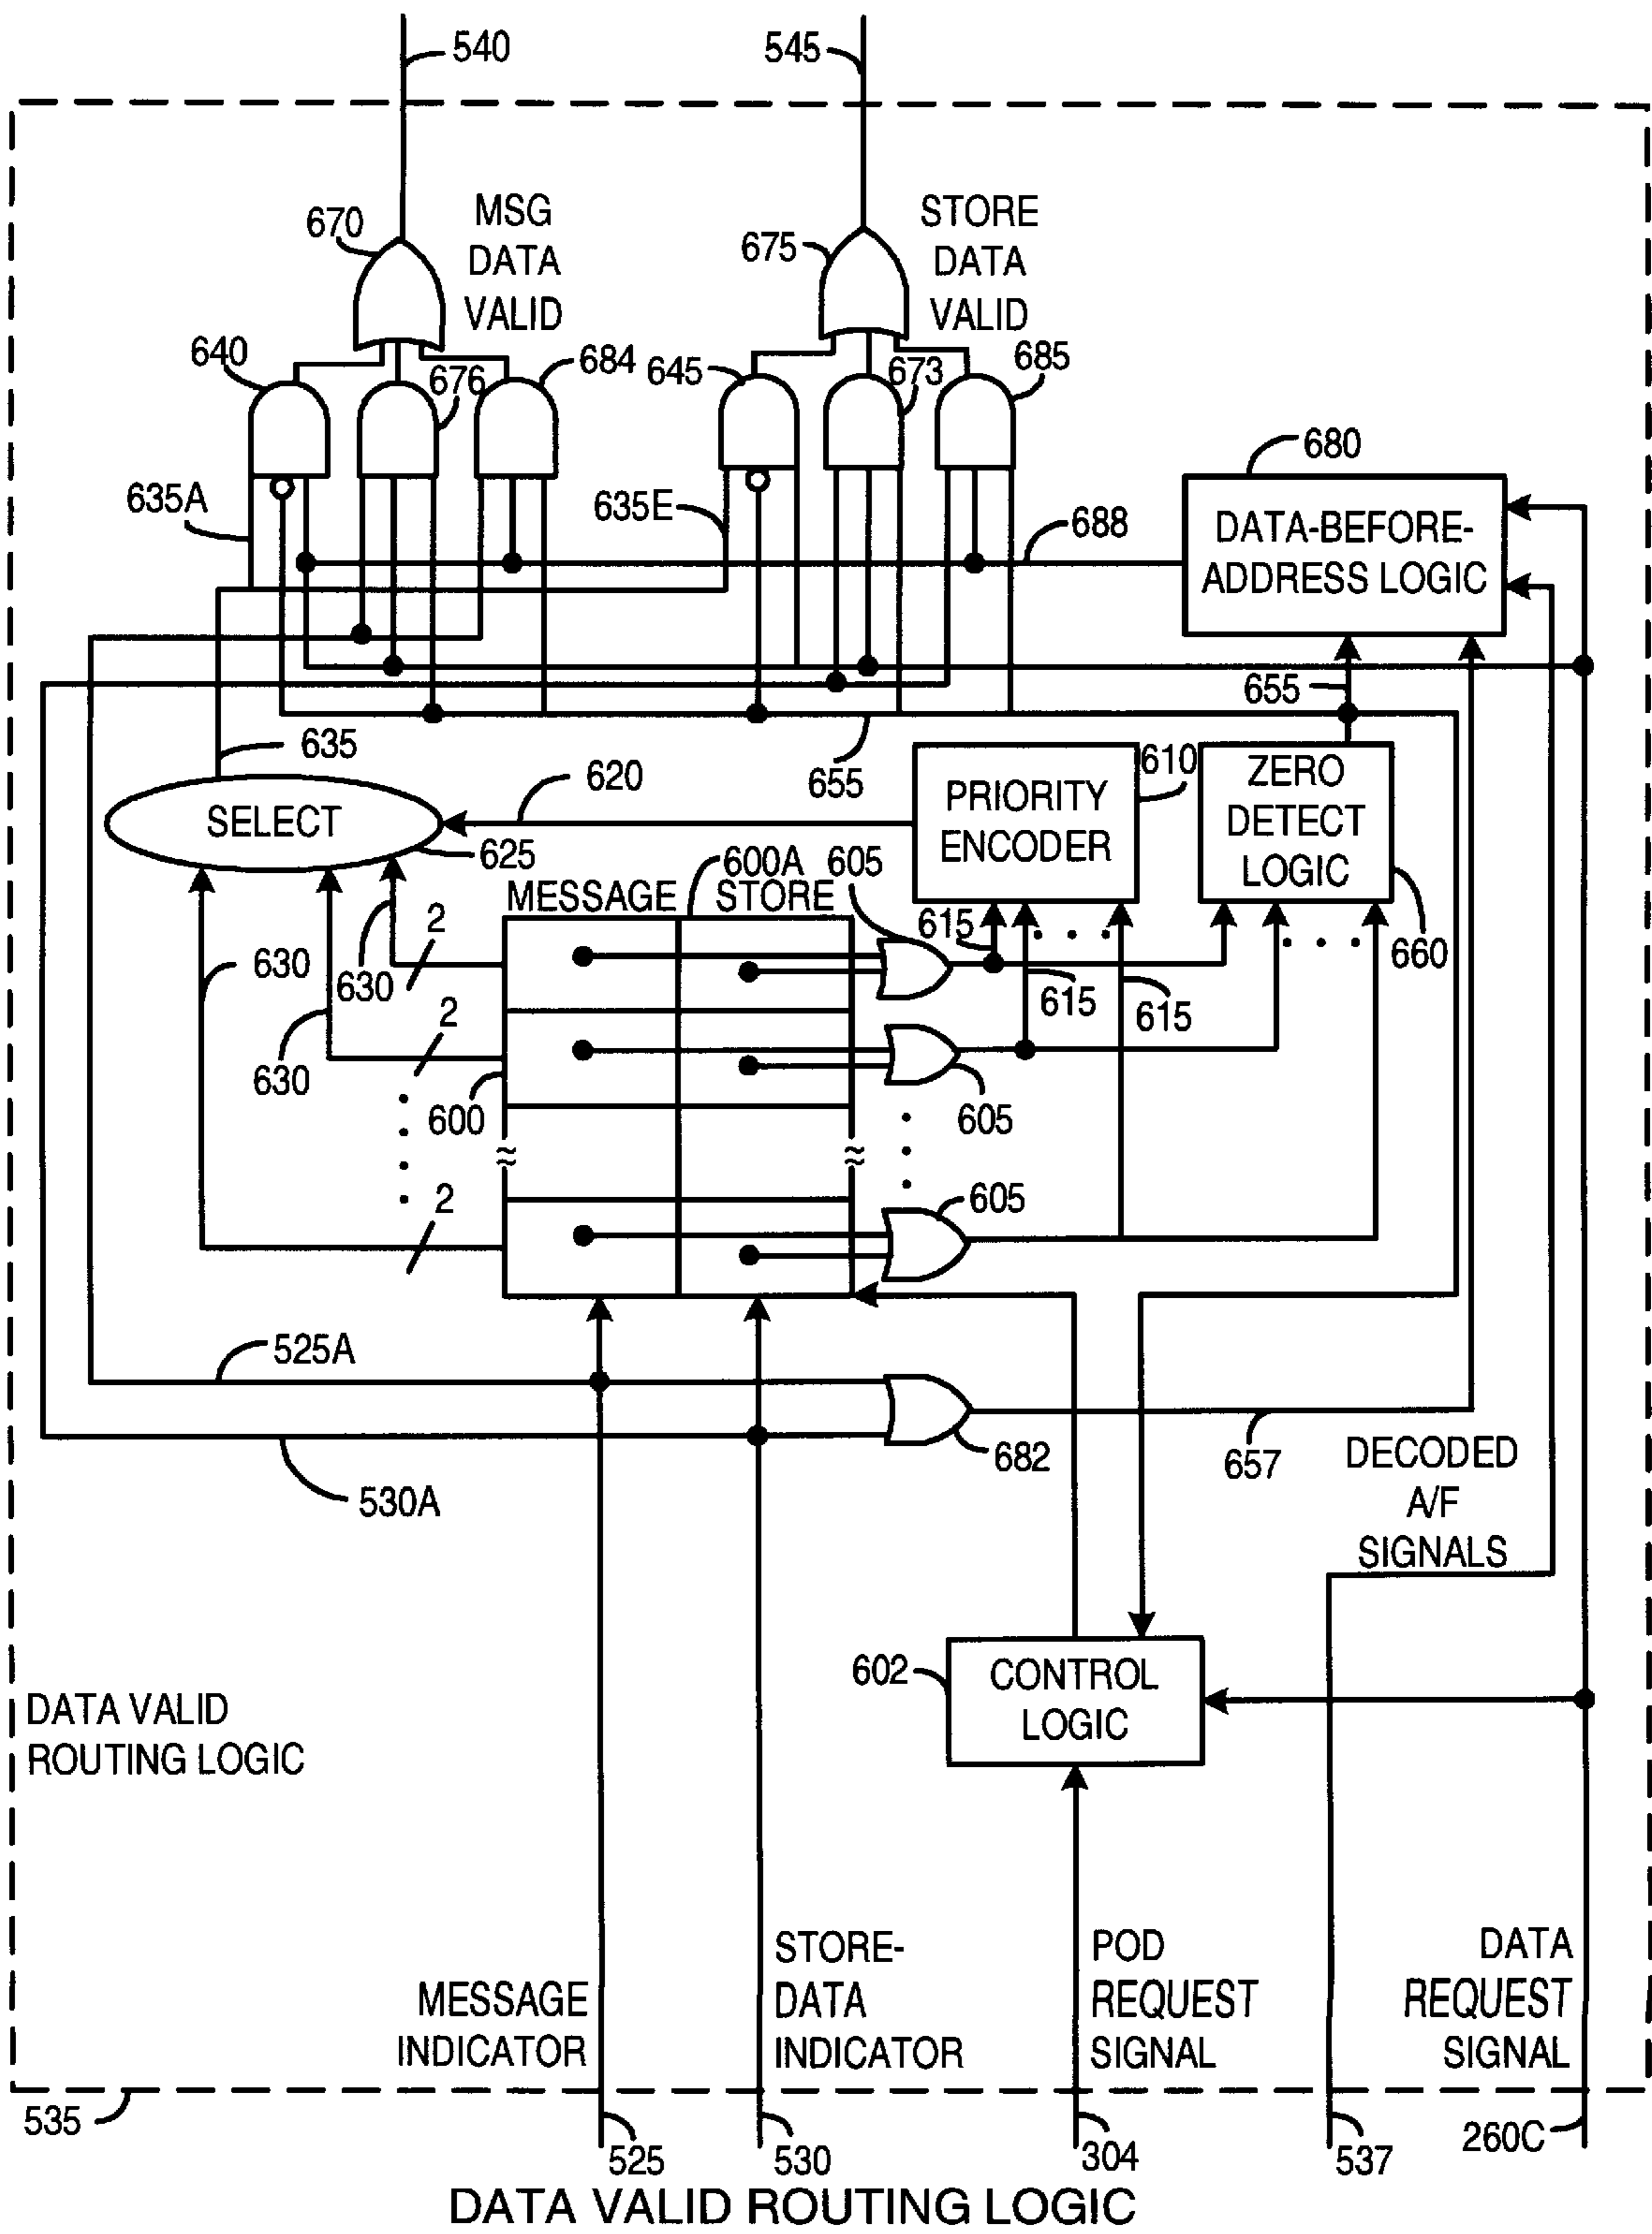 540
545
MSG
DATA
VALID
STORE
DATA
VALID
670
675
640
676
684
645
673
685
680
635A
635E
688
DATA-BEFORE-
ADDRESS LOGIC
655
635
655
620
PRIORITY
ENCODER
610
ZERO
DETECT
LOGIC
SELECT
625
600A
605
MESSAGE
STORE
615
660
2
630
630
615
615
2
630
600
605
2
605
525A
530A
682
657
DECODED
A/F
SIGNALS
602
CONTROL
LOGIC
DATA VALID
ROUTING LOGIC
MESSAGE
INDICATOR
STORE-
DATA
INDICATOR
POD
REQUEST
SIGNAL
DATA
REQUEST
SIGNAL
535
525
530
304
537
260C
DATA VALID ROUTING LOGIC